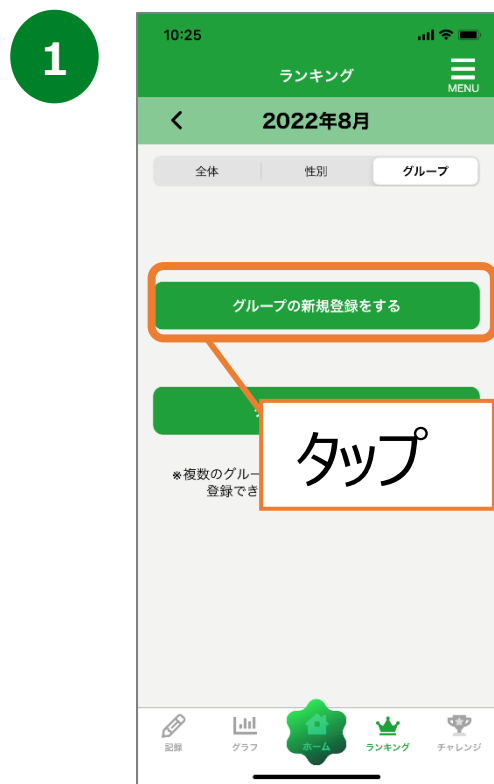 1
10:25
ランキング
MENU
2022年8月
全体
性別
グループ
グループの新規登録をする
タップ
※複数のグルー
登録でき
記録
グラフ
ホーム
ランキング
チャレンジ